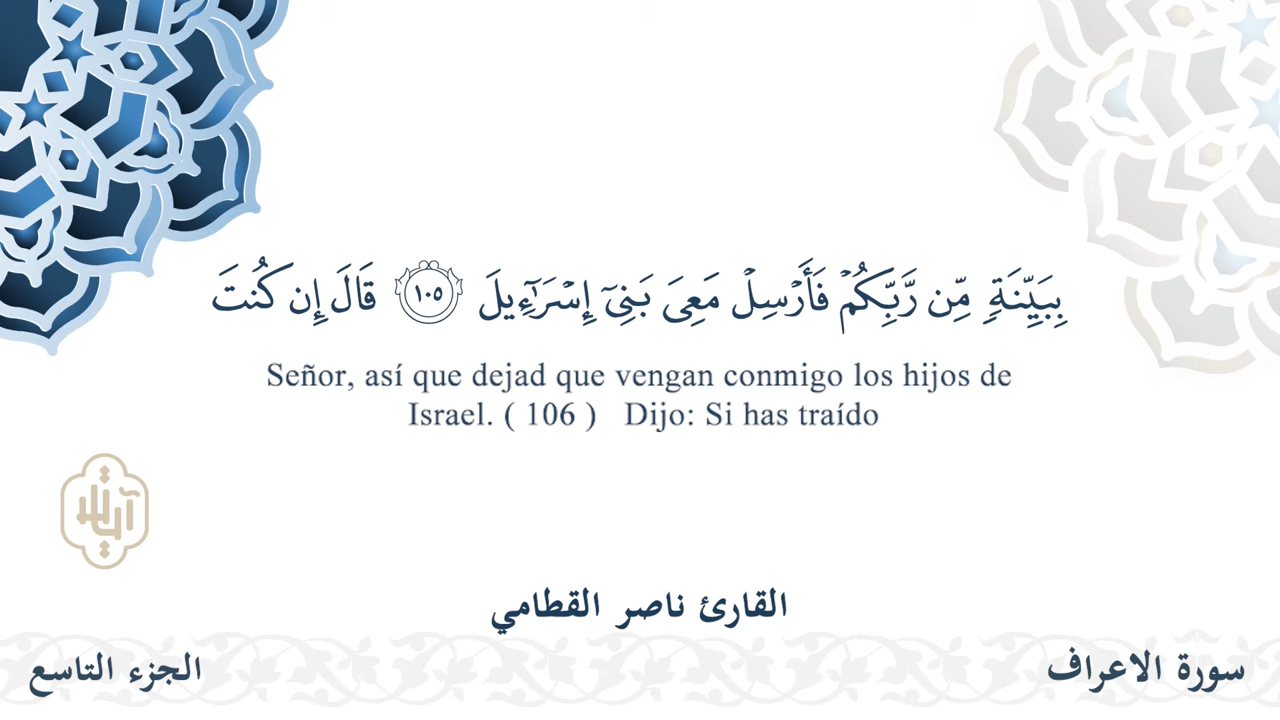 بِبَيِّنَةٖ مِّن رَّبِّكُمۡ فَأَرۡسِلۡ مَعِيَ بَنِيٓ إِسۡرَٰٓءِيلَ ١٠٥ قَالَ إِن كُنتَ
Señor, así que dejad que vengan conmigo los hijos de
Israel. ( 106 ) Dijo: Si has traído
آيات
القارئ ناصر القطامي
سورة الاعراف
الجزء التاسع